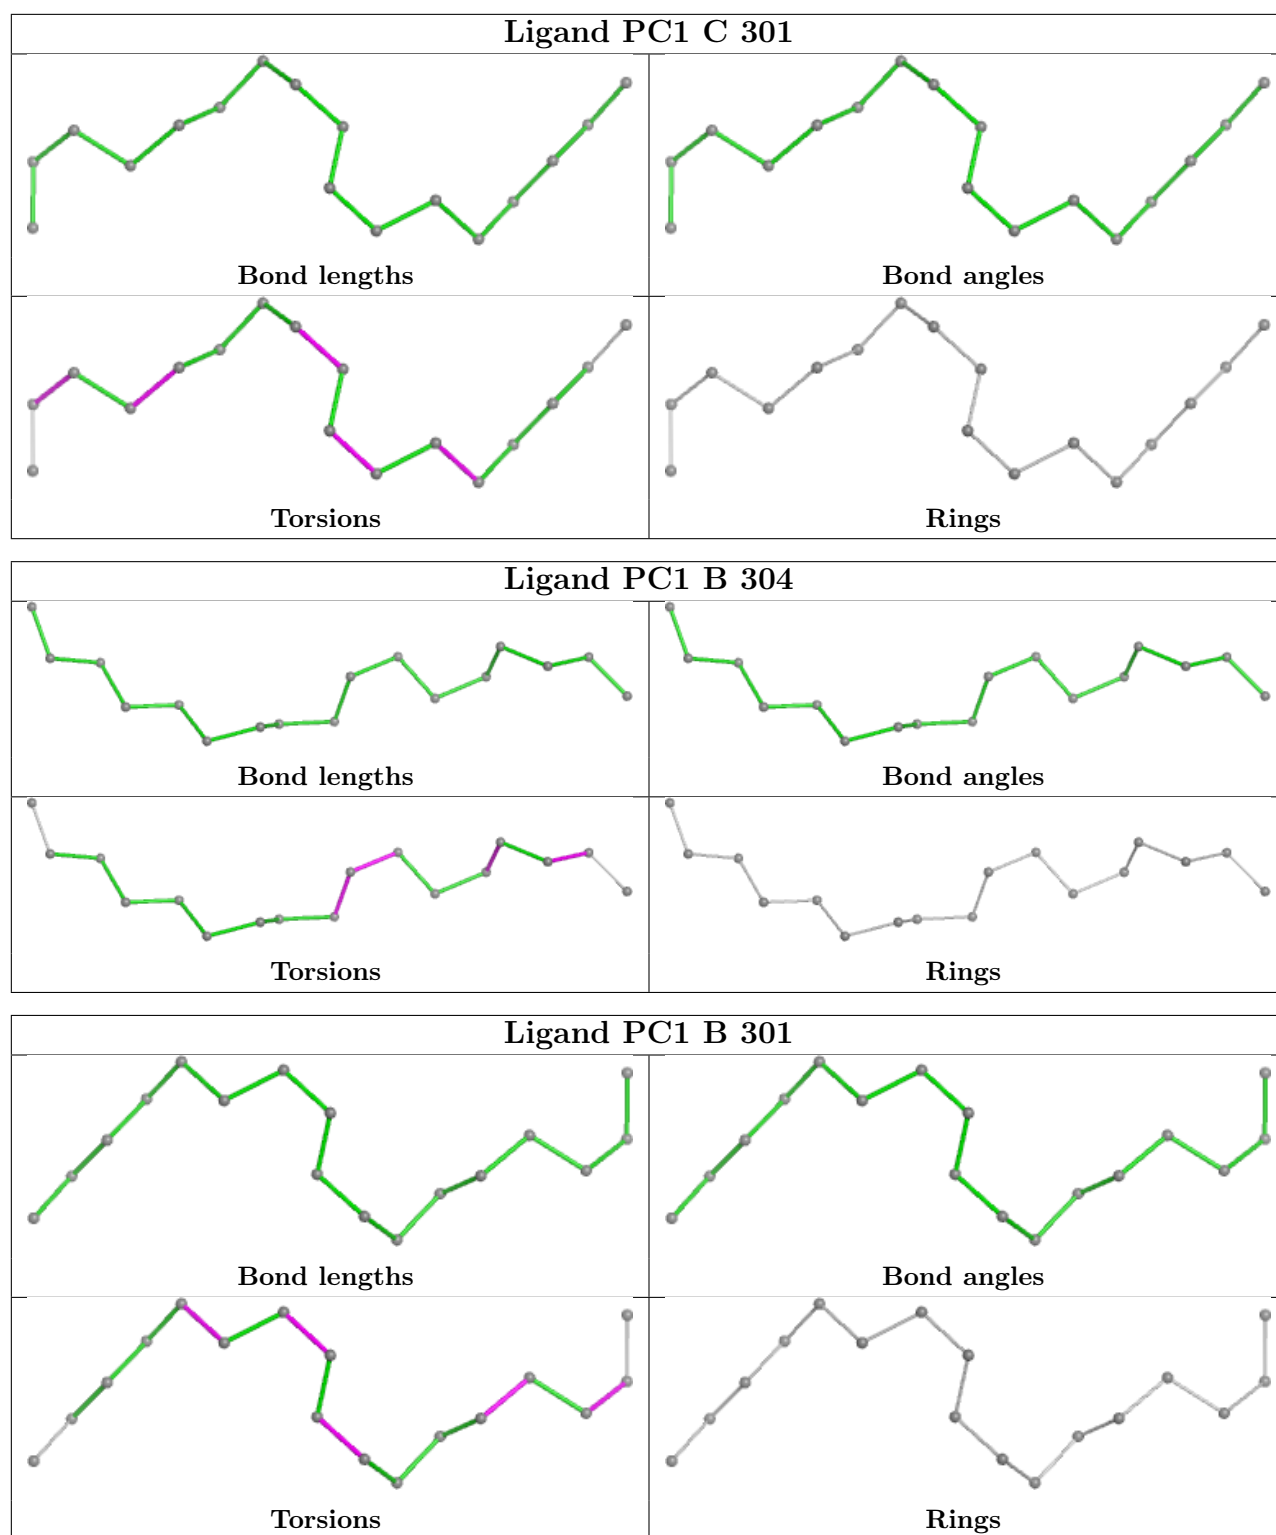 Ligand PC1 C 301
Bond lengths
Bond angles
Torsions
Rings
Ligand PC1 B 304
Bond lengths
Bond angles
Torsions
Rings
Ligand PC1 B 301
Bond lengths
Bond angles
Torsions
Rings